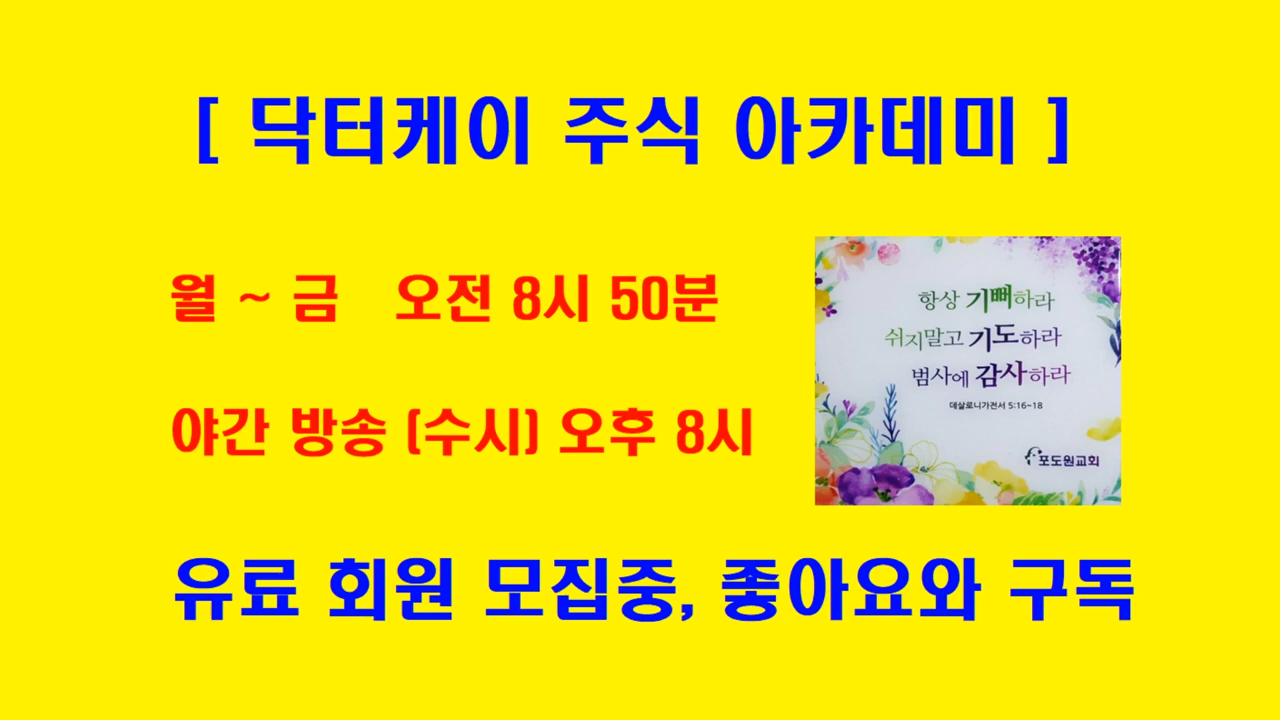 [ 닥터케이 주식 아카데미 ]
월 ~ 금 오전 8시 50분
야간 방송 (수시) 오후 8시
항상 기뻐하라
쉬지말고 기도하라
범사에 감사하라
데살로니가전서 5:16~18
포도원교회
유료 회원 모집중, 좋아요와 구독